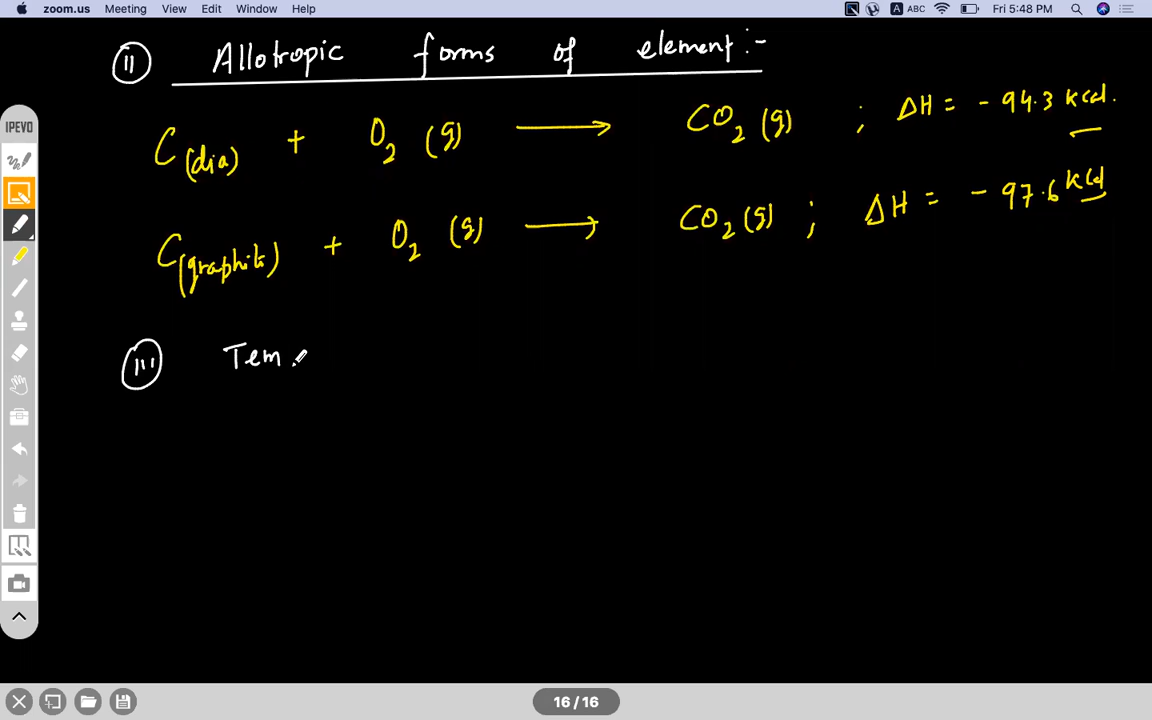 zoom.us Meeting View Edit Window Help A ABC Fri 5:48 PM
(ii) Allotropic forms of element :-
C(dia) + O₂ (g) → CO₂ (g) ; ΔH = - 94.3 kcal.
C(graphite) + O₂ (g) → CO₂ (g) ; ΔH = - 97.6 kcal
IPEVO
(iii) Tem
16 / 16